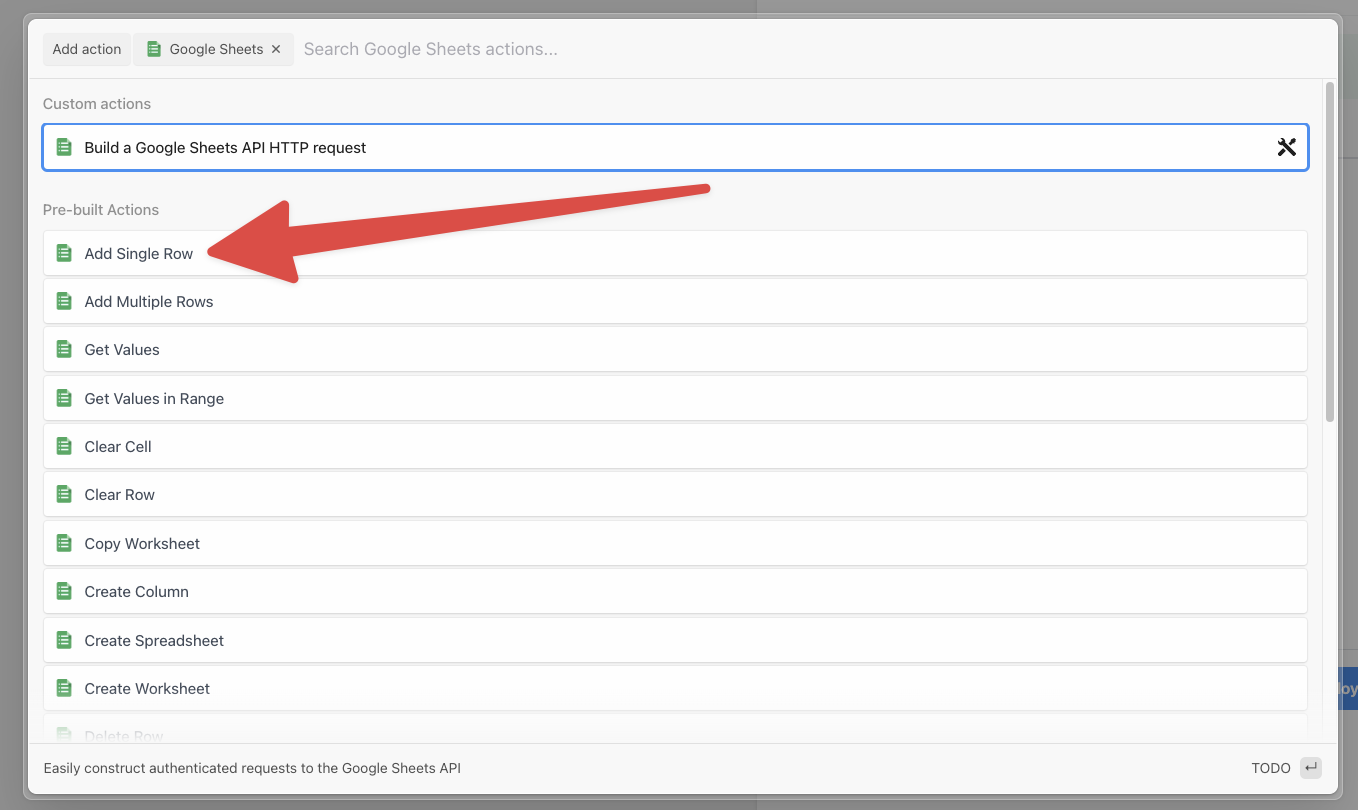 Add action
Google Sheets ×
Search Google Sheets actions...
Custom actions
Build a Google Sheets API HTTP request
Pre-built Actions
Add Single Row
Add Multiple Rows
Get Values
Get Values in Range
Clear Cell
Clear Row
Copy Worksheet
Create Column
Create Spreadsheet
Create Worksheet
Delete Row
loy
Easily construct authenticated requests to the Google Sheets API
TODO